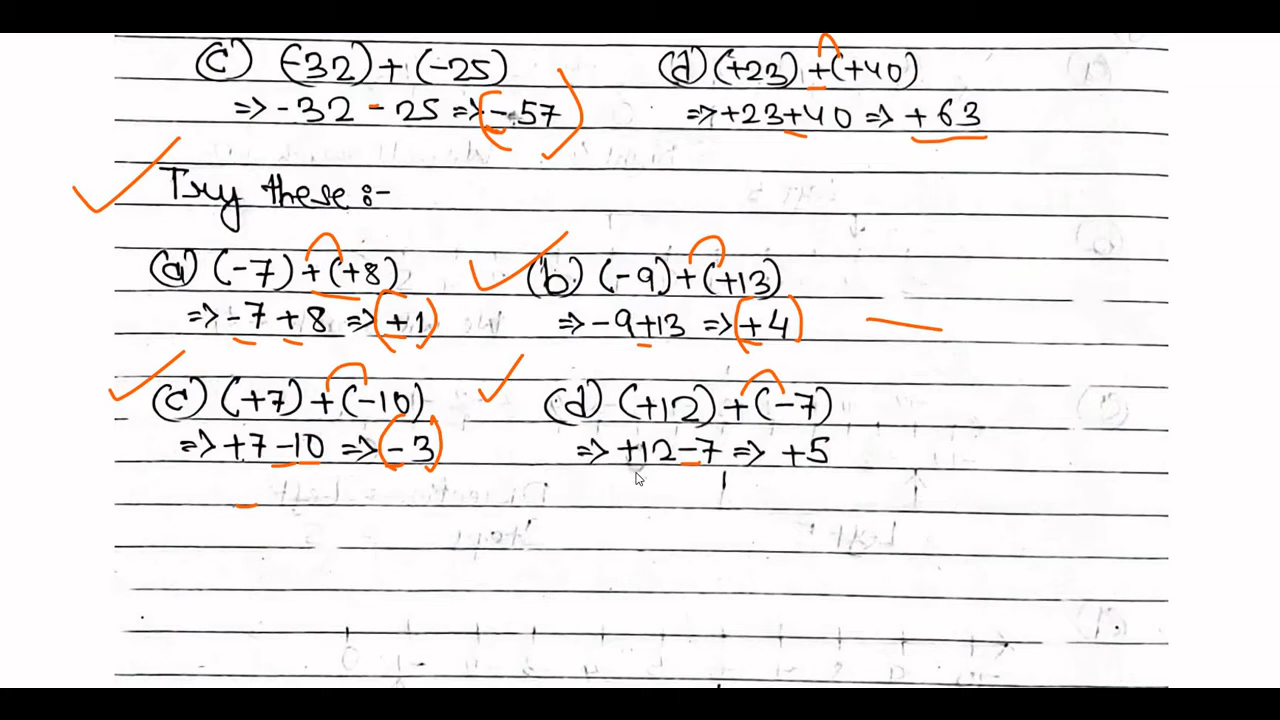 (c) (-32) + (-25) (d) (+23) + (+40)
=> -32 - 25 => -57 => +23+40 => +63
Try these :-
(a) (-7) + (+8) (b) (-9) + (+13)
=> -7 + 8 => +1 => -9+13 => +4
(c) (+7) + (-10) (d) (+12) + (-7)
=> +7 -10 => -3 => +12-7 => +5